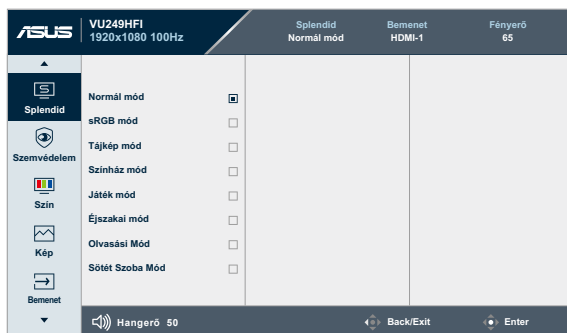 ASUS
VU249HFI
1920x1080 100Hz
Splendid
Normál mód
Bemenet
HDMI-1
Fényerő
65
Splendid
Szemvédelem
Szín
Kép
Bemenet
Normál mód
sRGB mód
Tájkép mód
Színház mód
Játék mód
Éjszakai mód
Olvasási Mód
Sötét Szoba Mód
Hangerő 50
Back/Exit
Enter